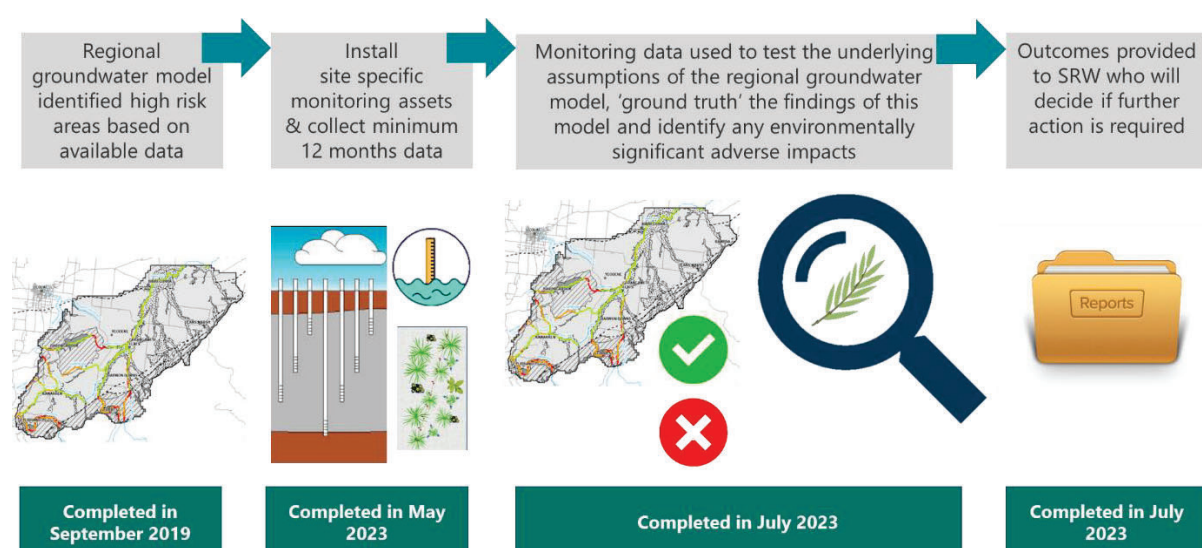 Regional
groundwater model
identified high risk
areas based on
available data
Install
site specific
monitoring assets
& collect minimum
12 months data
Monitoring data used to test the underlying
assumptions of the regional groundwater
model, ‘ground truth’ the findings of this
model and identify any environmentally
significant adverse impacts
Outcomes provided
to SRW who will
decide if further
action is required
Reports
Completed in
September 2019
Completed in May
2023
Completed in July 2023
Completed in July
2023